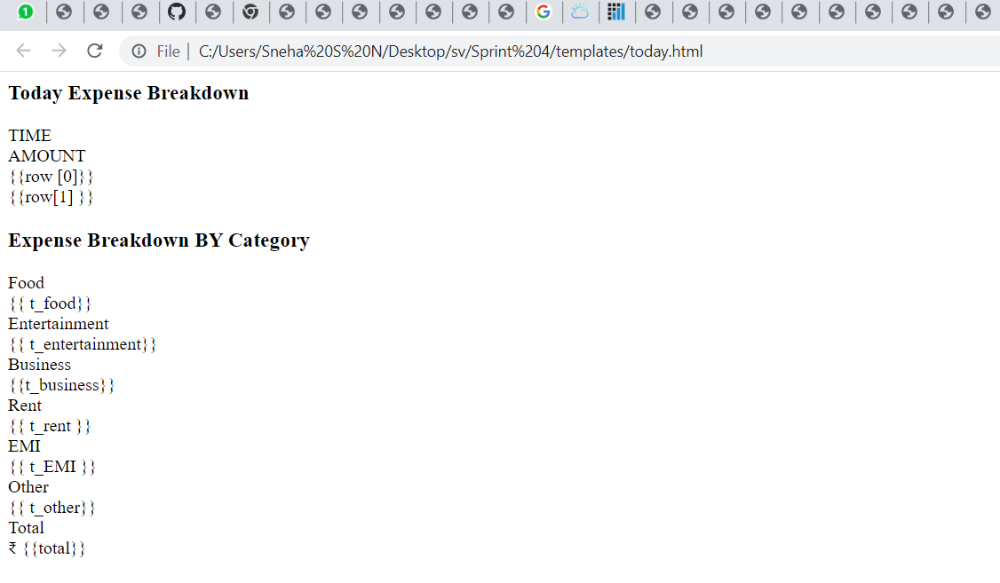 1
File | C:/Users/Sneha%20S%20N/Desktop/sv/Sprint%204/templates/today.html
Today Expense Breakdown
TIME
AMOUNT
{{row [0]}}
{{row[1] }}
Expense Breakdown BY Category
Food
{{ t_food}}
Entertainment
{{ t_entertainment}}
Business
{{t_business}}
Rent
{{ t_rent }}
EMI
{{ t_EMI }}
Other
{{ t_other}}
Total
₹ {{total}}